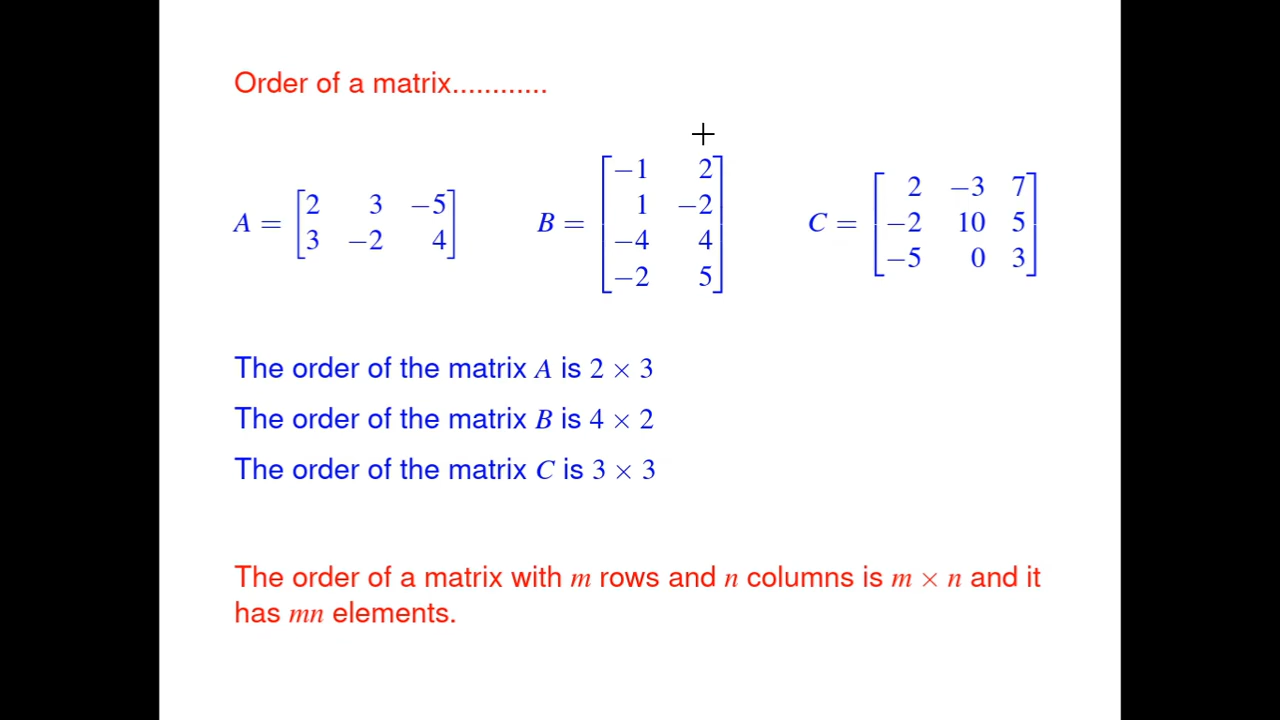 Order of a matrix............
A = [2 3 −5; 3 −2 4] B = [−1 2; 1 −2; −4 4; −2 5] C = [2 −3 7; −2 10 5; −5 0 3]
The order of the matrix A is 2 × 3
The order of the matrix B is 4 × 2
The order of the matrix C is 3 × 3
The order of a matrix with m rows and n columns is m × n and it
has mn elements.